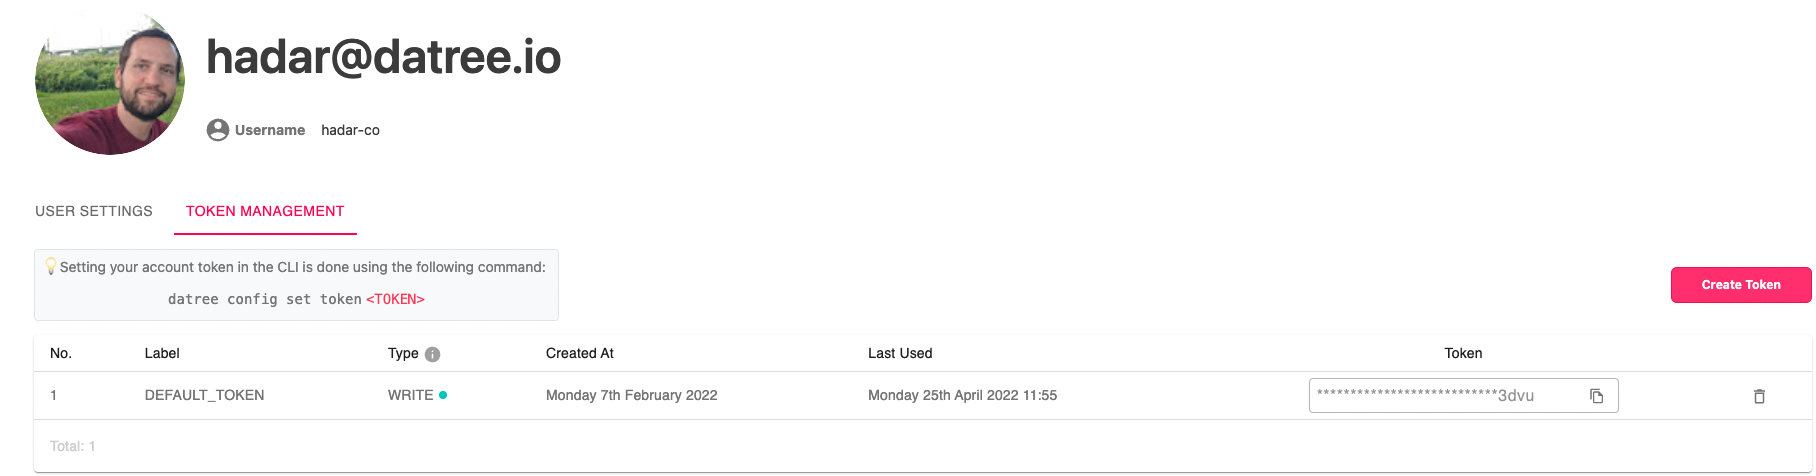 hadar@datree.io
Username hadar-co
USER SETTINGS TOKEN MANAGEMENT
Setting your account token in the CLI is done using the following command:
datree config set token <TOKEN>
Create Token
No. Label Type Created At Last Used Token
1 DEFAULT_TOKEN WRITE Monday 7th February 2022 Monday 25th April 2022 11:55 ***************************3dvu
Total: 1